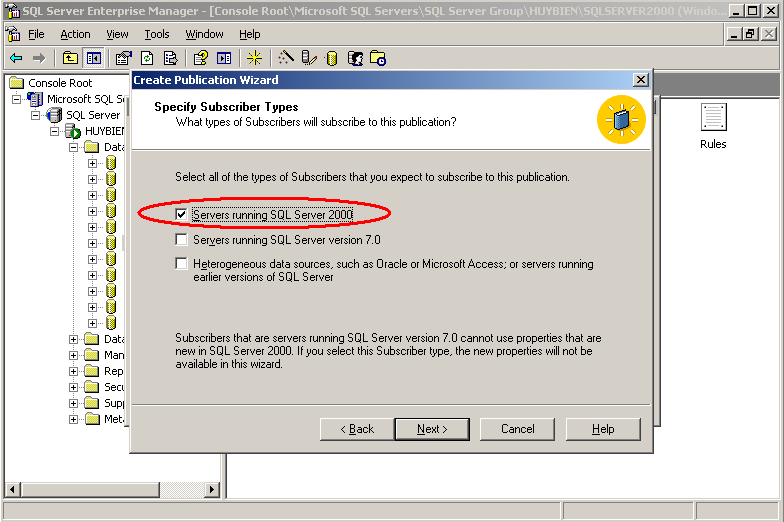 SQL Server Enterprise Manager - [Console Root\Microsoft SQL Servers\SQL Server Group\HUYBIEN\SQLSERVER2000 (Windo...
File Action View Tools Window Help
Console Root
Microsoft SQL Se
SQL Server
HUYBIEN
Data
Data
Man
Rep
Secu
Supp
Meta
Create Publication Wizard
Specify Subscriber Types
What types of Subscribers will subscribe to this publication?
Select all of the types of Subscribers that you expect to subscribe to this publication.
Servers running SQL Server 2000
Servers running SQL Server version 7.0
Heterogeneous data sources, such as Oracle or Microsoft Access; or servers running
earlier versions of SQL Server
Subscribers that are servers running SQL Server version 7.0 cannot use properties that are
new in SQL Server 2000. If you select this Subscriber type, the new properties will not be
available in this wizard.
< Back Next > Cancel Help
Rules